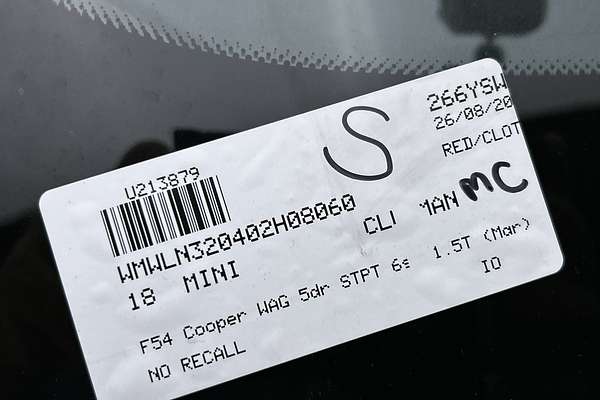 S
266YSW
26/08/20
RED/CLOT
U213879
WMWLN320402H08060
CLI MAN MC
18 MINI
F54 Cooper WAG 5dr STPT 6s 1.5T (Mar)
NO RECALL IO